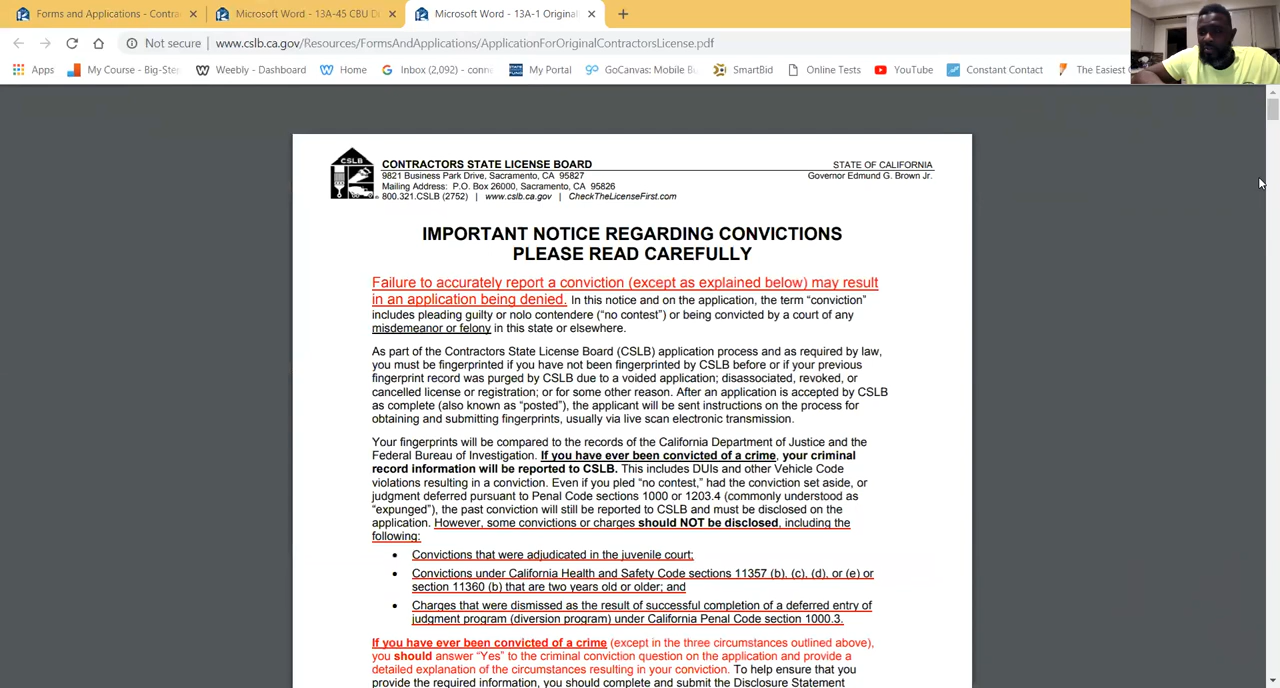 Forms and Applications - Contra
Microsoft Word - 13A-45 CBU Di
Microsoft Word - 13A-1 Original
Not secure www.cslb.ca.gov/Resources/FormsAndApplications/ApplicationForOriginalContractorsLicense.pdf
Apps My Course - Big-Ste Weebly - Dashboard Home Inbox (2,092) - conn My Portal GoCanvas: Mobile Bu SmartBid Online Tests YouTube Constant Contact The Easiest
CSLB
CONTRACTORS STATE LICENSE BOARD
9821 Business Park Drive, Sacramento, CA 95827
Mailing Address: P.O. Box 26000, Sacramento, CA 95826
800.321.CSLB (2752) | www.cslb.ca.gov | CheckTheLicenseFirst.com
STATE OF CALIFORNIA
Governor Edmund G. Brown Jr.
IMPORTANT NOTICE REGARDING CONVICTIONS
PLEASE READ CAREFULLY
Failure to accurately report a conviction (except as explained below) may result
in an application being denied. In this notice and on the application, the term “conviction”
includes pleading guilty or nolo contendere (“no contest”) or being convicted by a court of any
misdemeanor or felony in this state or elsewhere.
As part of the Contractors State License Board (CSLB) application process and as required by law,
you must be fingerprinted if you have not been fingerprinted by CSLB before or if your previous
fingerprint record was purged by CSLB due to a voided application; disassociated, revoked, or
cancelled license or registration; or for some other reason. After an application is accepted by CSLB
as complete (also known as “posted”), the applicant will be sent instructions on the process for
obtaining and submitting fingerprints, usually via live scan electronic transmission.
Your fingerprints will be compared to the records of the California Department of Justice and the
Federal Bureau of Investigation. If you have ever been convicted of a crime, your criminal
record information will be reported to CSLB. This includes DUIs and other Vehicle Code
violations resulting in a conviction. Even if you pled “no contest,” had the conviction set aside, or
judgment deferred pursuant to Penal Code sections 1000 or 1203.4 (commonly understood as
“expunged”), the past conviction will still be reported to CSLB and must be disclosed on the
application. However, some convictions or charges should NOT be disclosed, including the
following:
• Convictions that were adjudicated in the juvenile court;
• Convictions under California Health and Safety Code sections 11357 (b), (c), (d), or (e) or
section 11360 (b) that are two years old or older; and
• Charges that were dismissed as the result of successful completion of a deferred entry of
judgment program (diversion program) under California Penal Code section 1000.3.
If you have ever been convicted of a crime (except in the three circumstances outlined above),
you should answer “Yes” to the criminal conviction question on the application and provide a
detailed explanation of the circumstances resulting in your conviction. To help ensure that you
provide the required information, you should complete and submit the Disclosure Statement